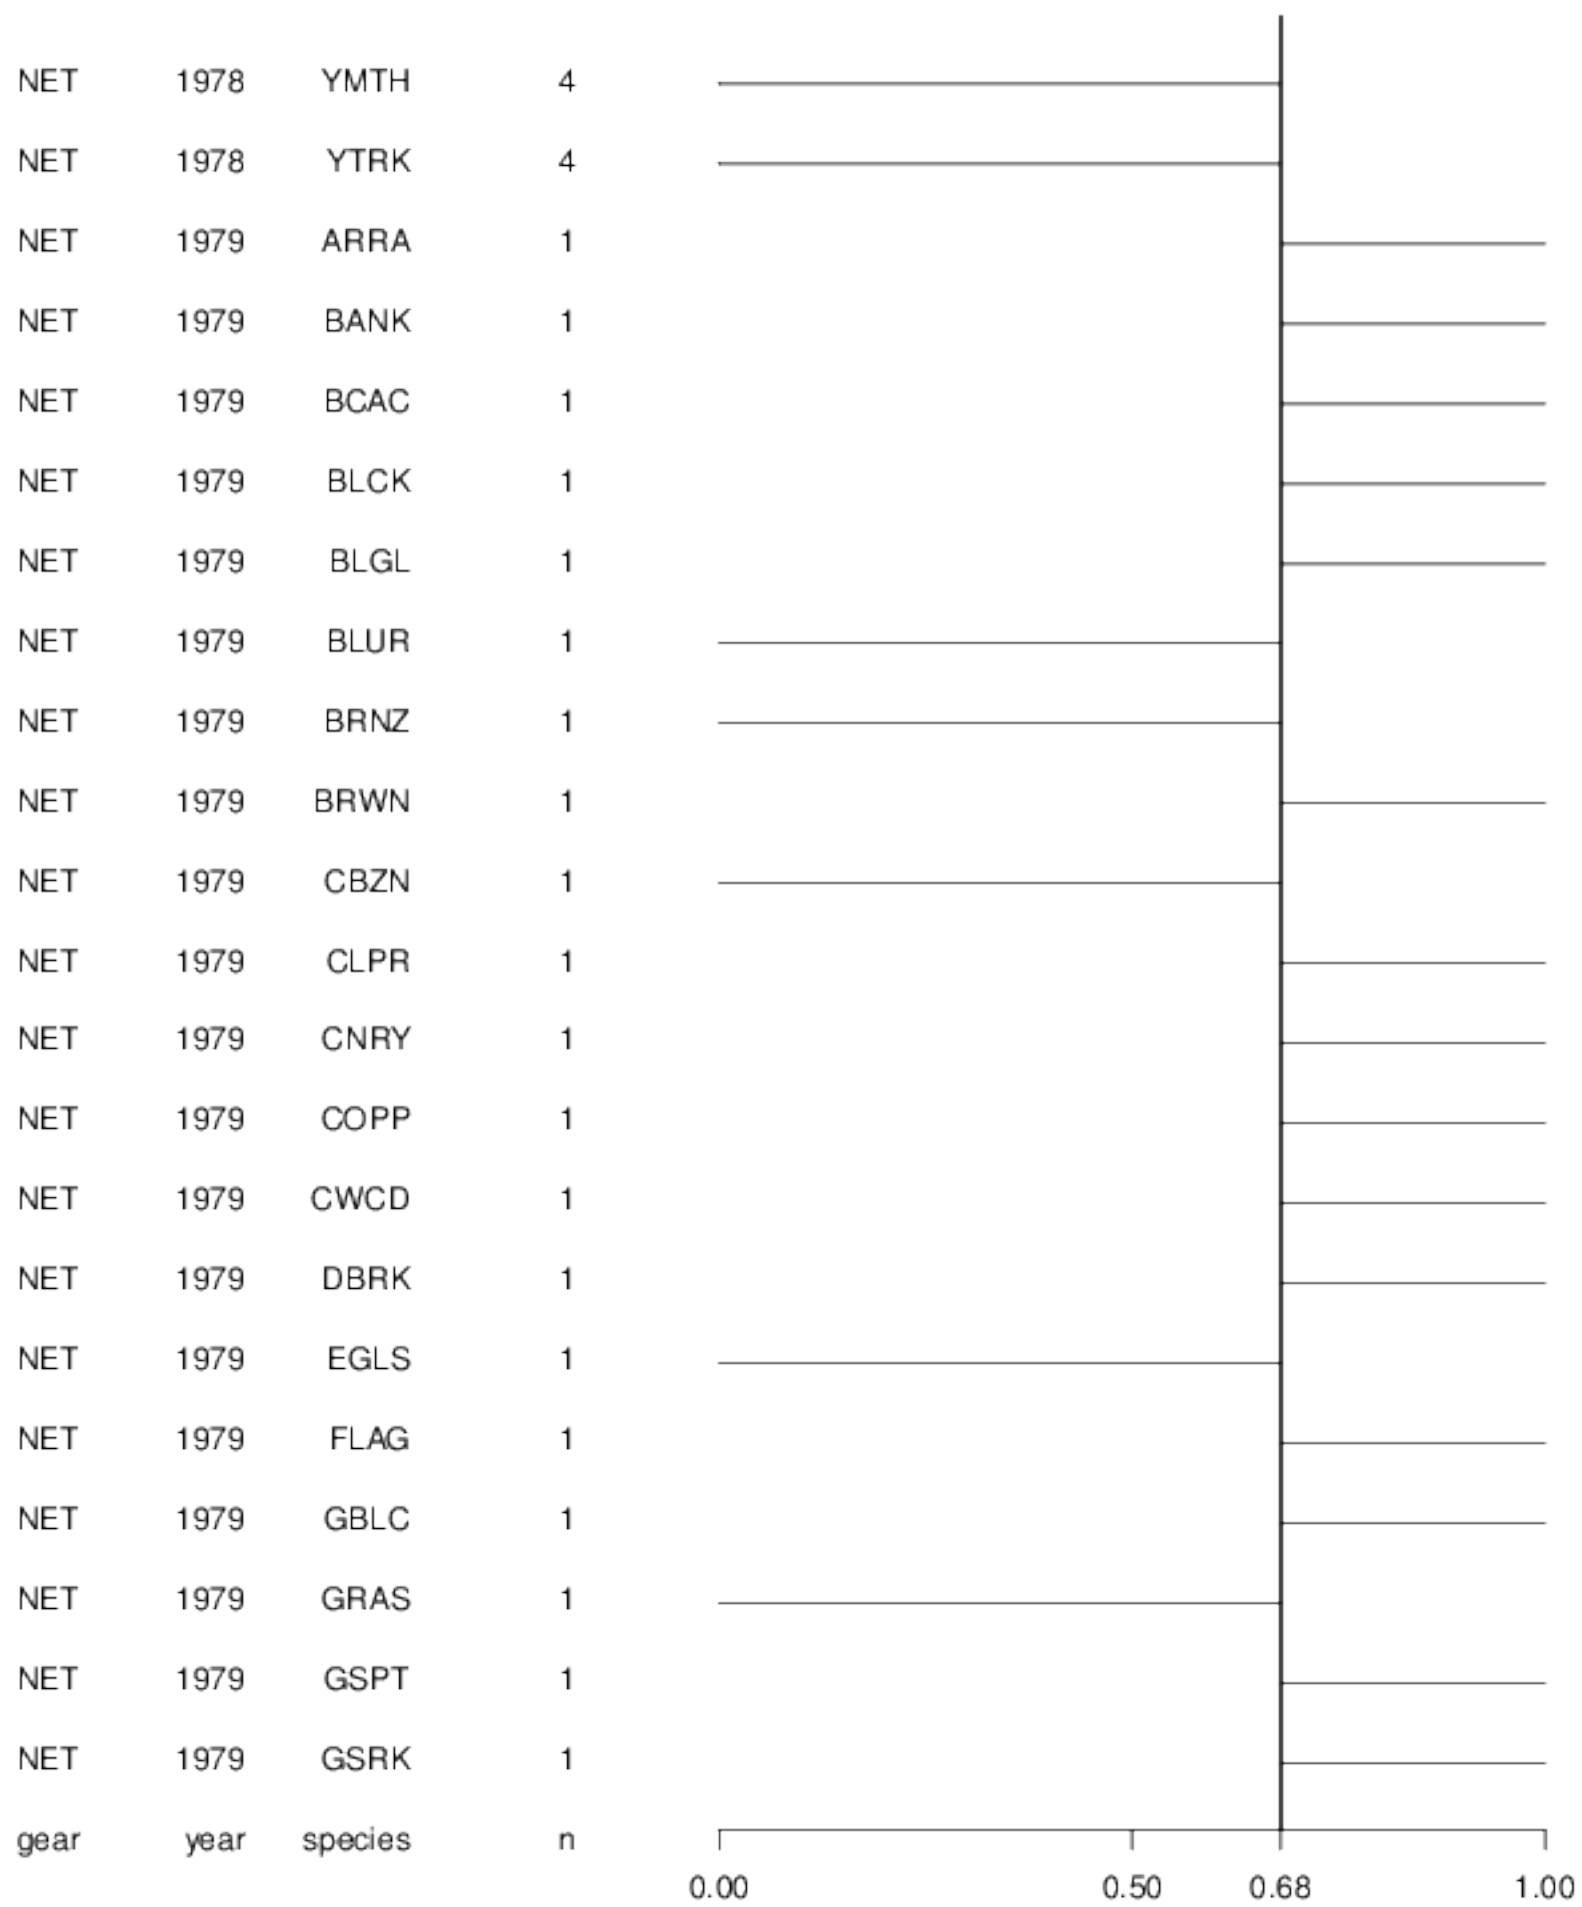 NET 1978 YMTH 4
NET 1978 YTRK 4
NET 1979 ARRA 1
NET 1979 BANK 1
NET 1979 BCAC 1
NET 1979 BLCK 1
NET 1979 BLGL 1
NET 1979 BLUR 1
NET 1979 BRNZ 1
NET 1979 BRWN 1
NET 1979 CBZN 1
NET 1979 CLPR 1
NET 1979 CNRY 1
NET 1979 COPP 1
NET 1979 CWCD 1
NET 1979 DBRK 1
NET 1979 EGLS 1
NET 1979 FLAG 1
NET 1979 GBLC 1
NET 1979 GRAS 1
NET 1979 GSPT 1
NET 1979 GSRK 1
gear year species n
0.00 0.50 0.68 1.00